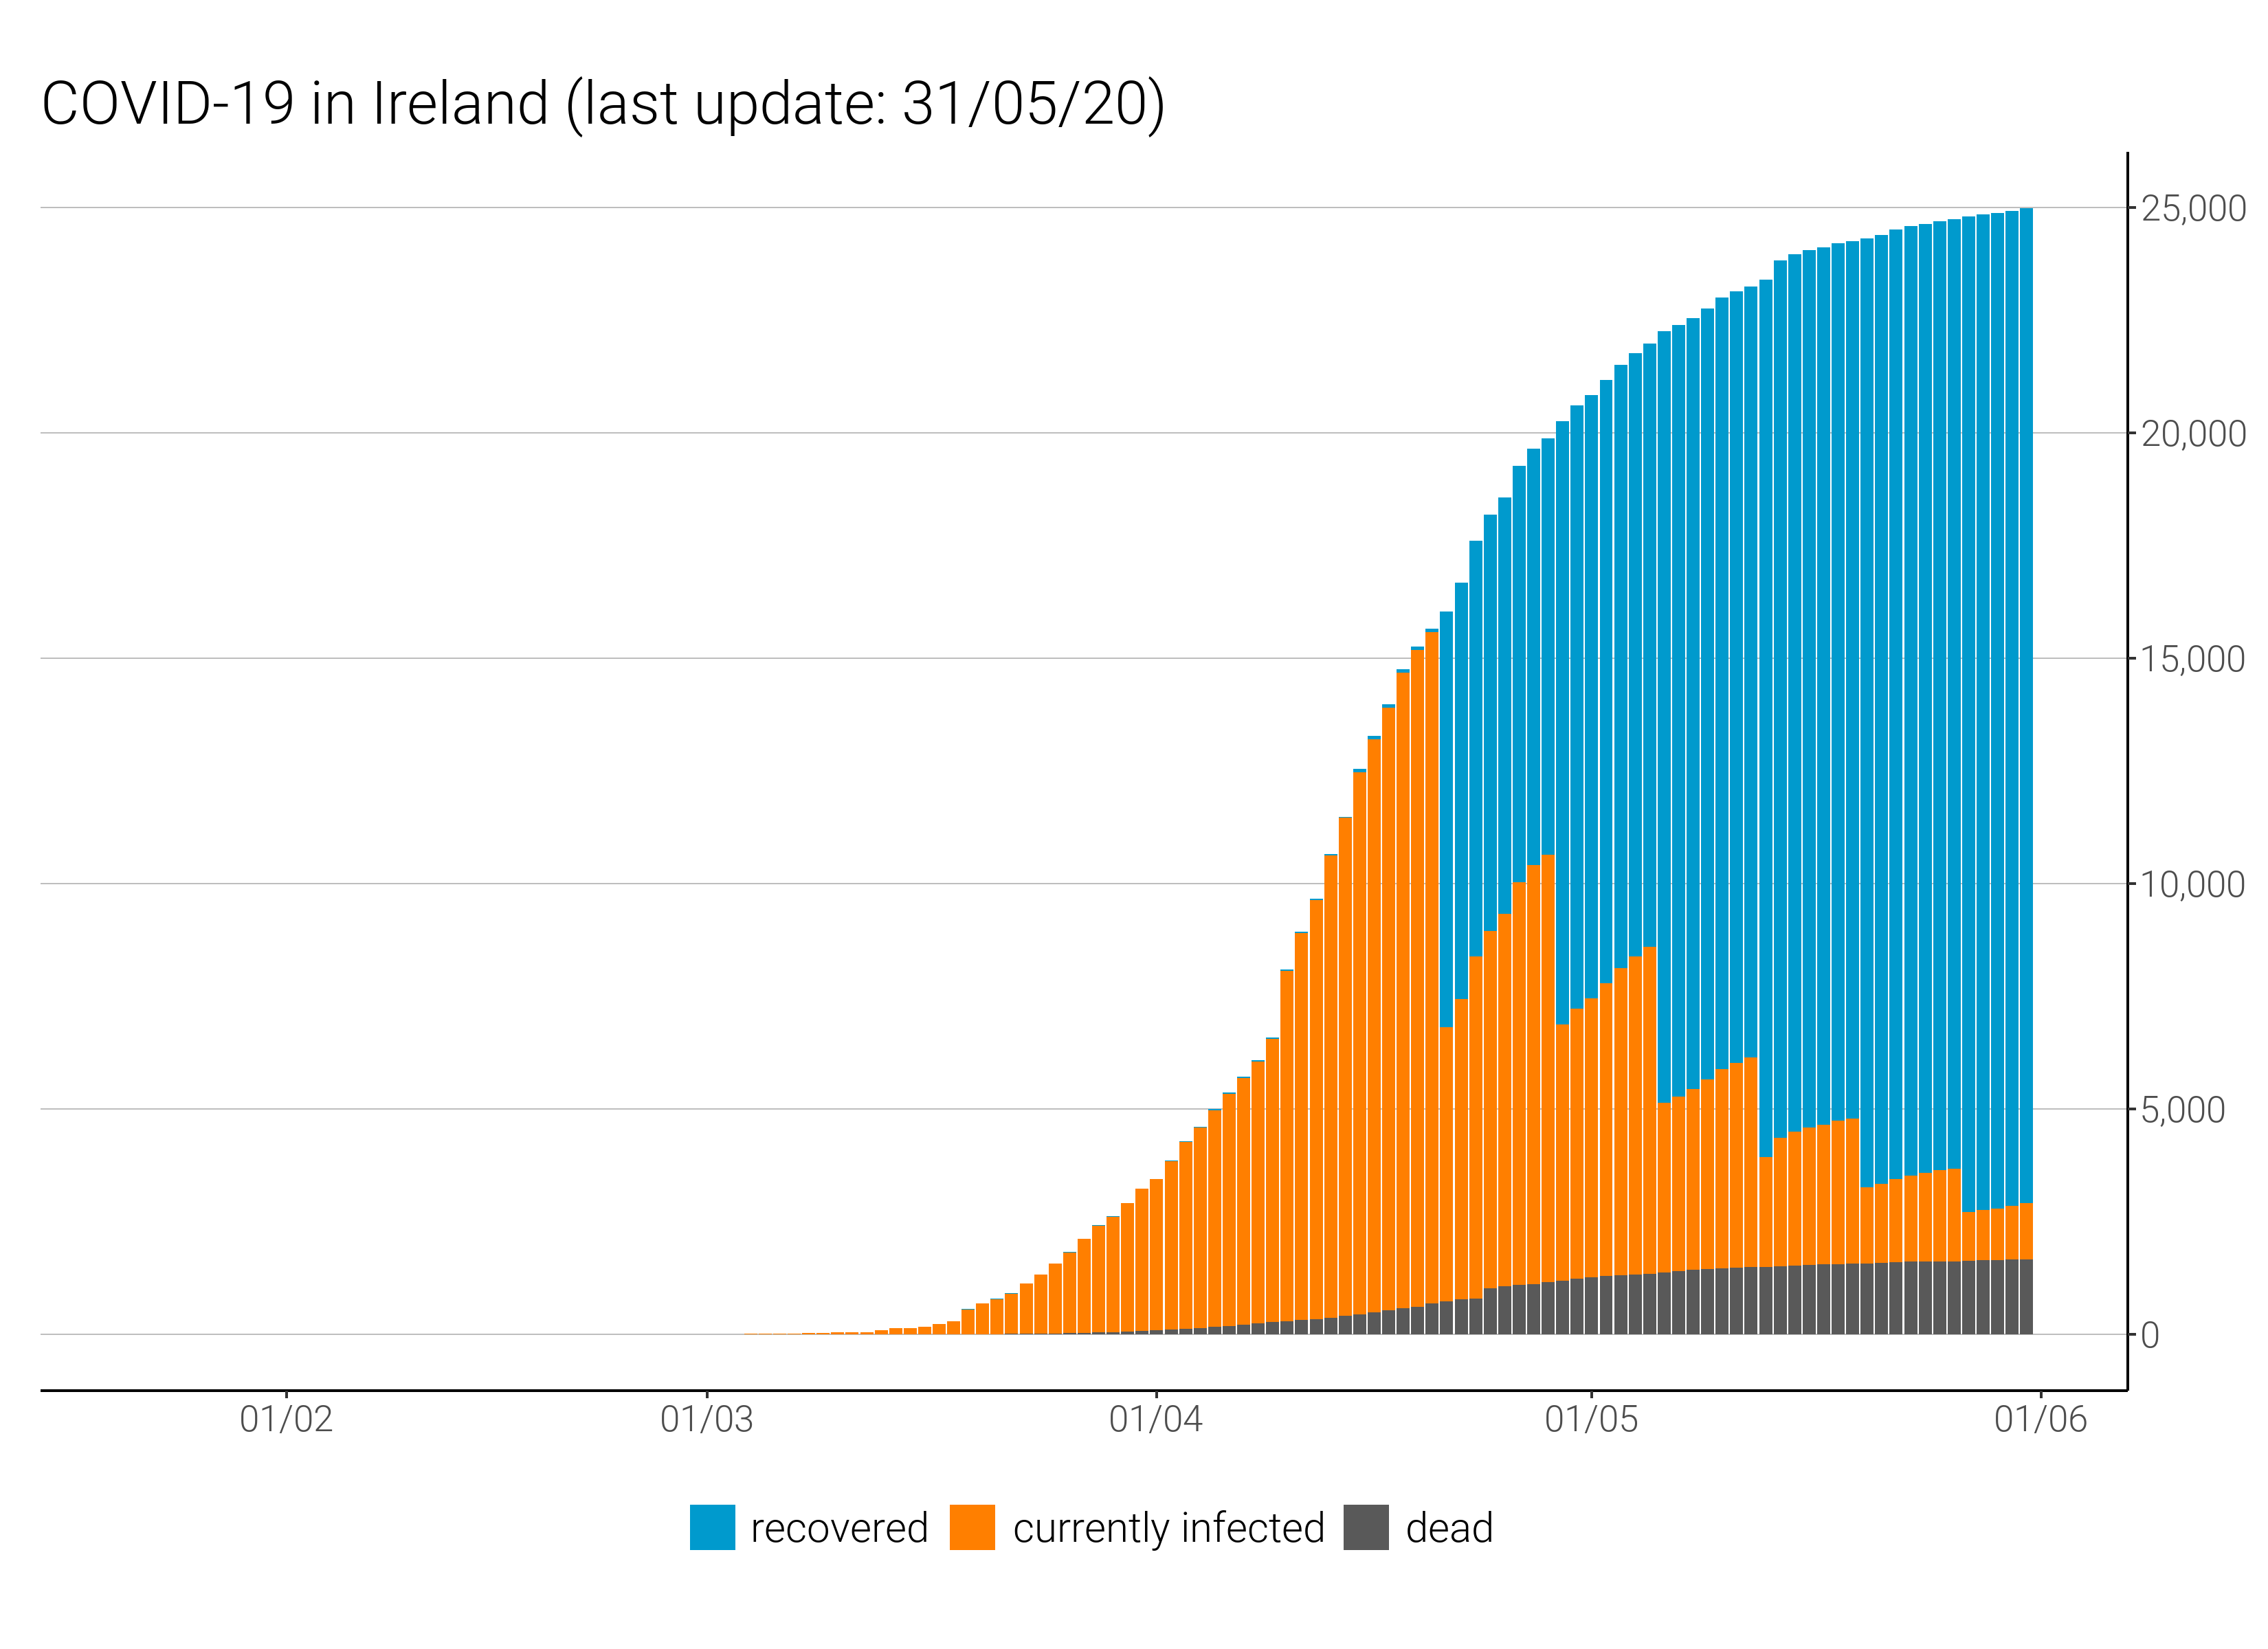 COVID-19 in Ireland (last update: 31/05/20)
25,000
20,000
15,000
10,000
5,000
0
01/02 01/03 01/04 01/05 01/06
recovered currently infected dead